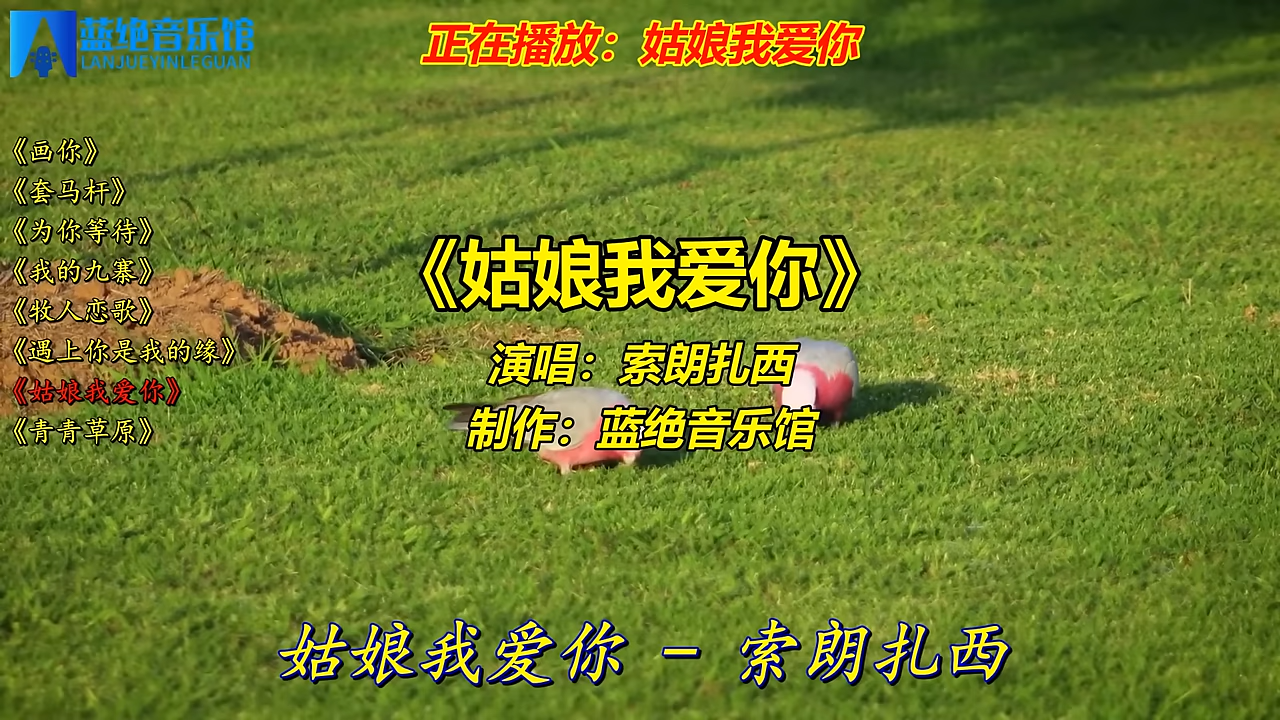 蓝绝音乐馆
LANJUEYINLEGUAN
正在播放：姑娘我爱你
《画你》
《套马杆》
《为你等待》
《我的九寨》
《牧人恋歌》
《遇上你是我的缘》
《姑娘我爱你》
《青青草原》
《姑娘我爱你》
演唱：索朗扎西
制作：蓝绝音乐馆
姑娘我爱你 - 索朗扎西